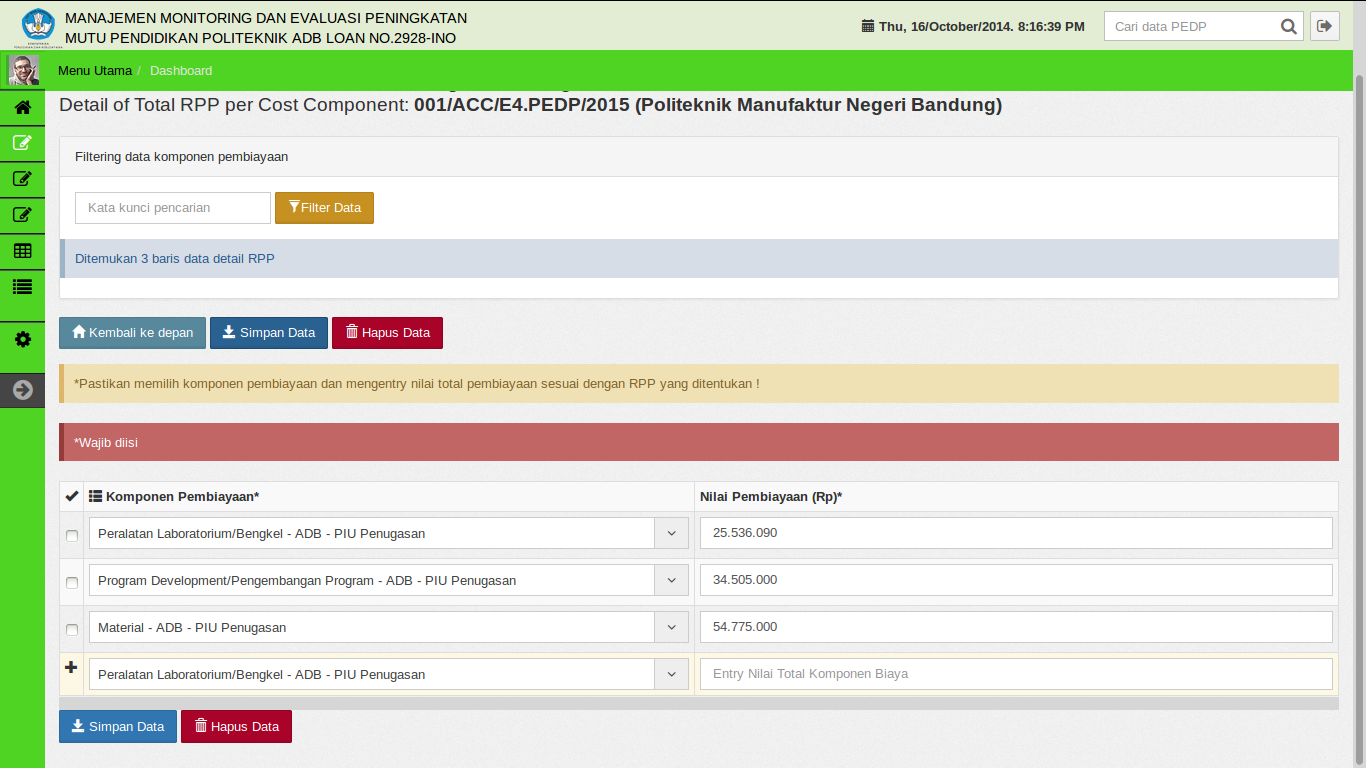 MANAJEMEN MONITORING DAN EVALUASI PENINGKATAN
MUTU PENDIDIKAN POLITEKNIK ADB LOAN NO.2928-INO
Thu, 16/October/2014. 8:16:39 PM
Cari data PEDP
Menu Utama / Dashboard
Detail of Total RPP per Cost Component: 001/ACC/E4.PEDP/2015 (Politeknik Manufaktur Negeri Bandung)
Filtering data komponen pembiayaan
Kata kunci pencarian
Filter Data
Ditemukan 3 baris data detail RPP
Kembali ke depan
Simpan Data
Hapus Data
*Pastikan memilih komponen pembiayaan dan mengentry nilai total pembiayaan sesuai dengan RPP yang ditentukan !
*Wajib diisi
Komponen Pembiayaan*
Nilai Pembiayaan (Rp)*
Peralatan Laboratorium/Bengkel - ADB - PIU Penugasan
25.536.090
Program Development/Pengembangan Program - ADB - PIU Penugasan
34.505.000
Material - ADB - PIU Penugasan
54.775.000
Peralatan Laboratorium/Bengkel - ADB - PIU Penugasan
Entry Nilai Total Komponen Biaya
Simpan Data
Hapus Data